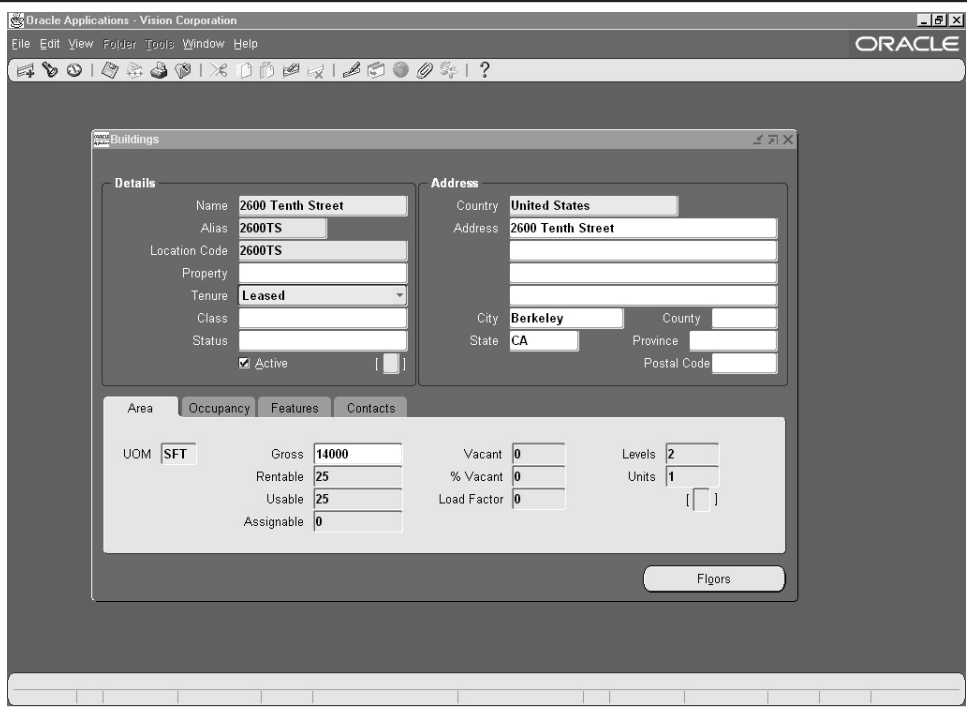 Oracle Applications - Vision Corporation
File Edit View Folder Tools Window Help
ORACLE
?
Buildings
Details
Name 2600 Tenth Street
Alias 2600TS
Location Code 2600TS
Property
Tenure Leased
Class
Status
Active [ ]
Address
Country United States
Address 2600 Tenth Street
City Berkeley County
State CA Province
Postal Code
Area Occupancy Features Contacts
UOM SFT Gross 14000 Vacant 0 Levels 2
Rentable 25 % Vacant 0 Units 1
Usable 25 Load Factor 0 [ ]
Assignable 0
Floors